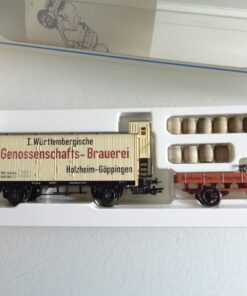 I. Württembergische
Genossenschafts-Brauerei
Holzheim-Göppingen